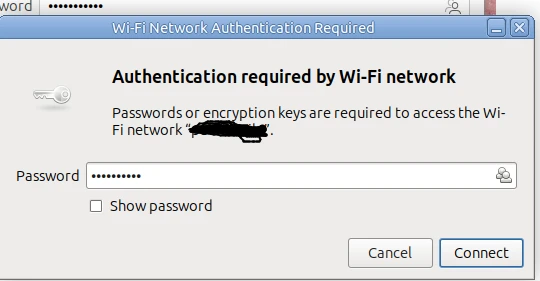 word •••••••••••
Wi-Fi Network Authentication Required
Authentication required by Wi-Fi network
Passwords or encryption keys are required to access the Wi-
Fi network “ ”.
Password ••••••••••
Show password
Cancel Connect